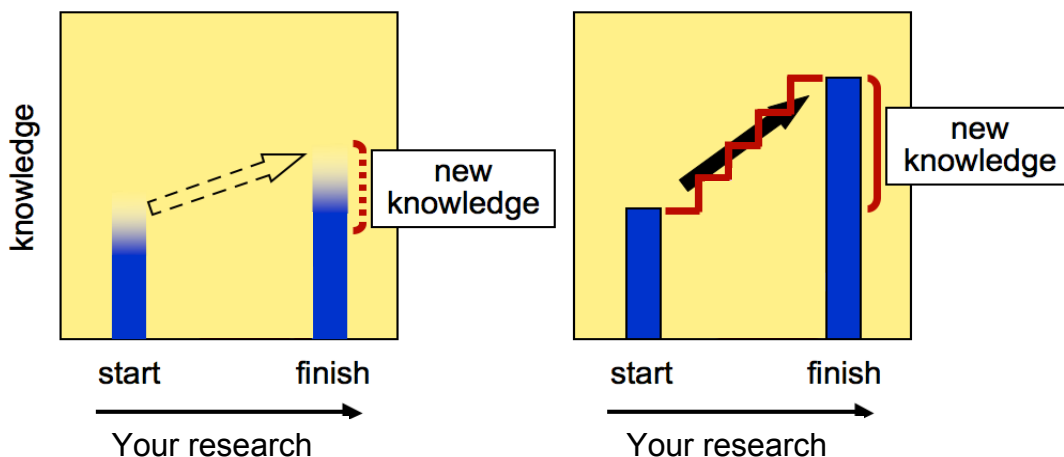 knowledge
new
knowledge
start
finish
Your research
new
knowledge
start
finish
Your research